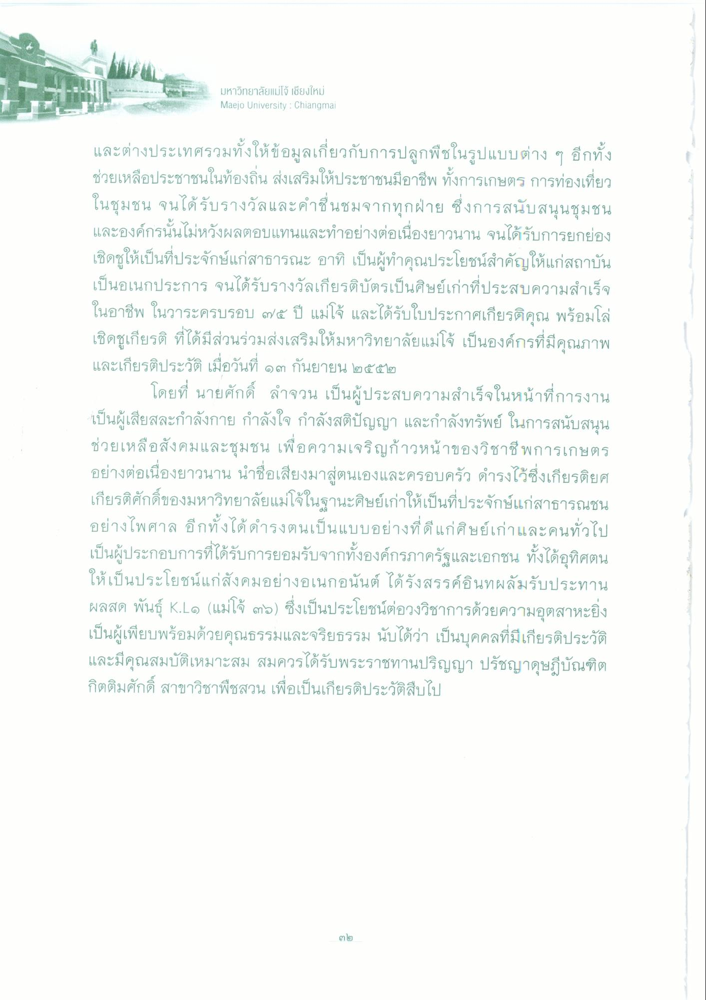 มหาวิทยาลัยแม่โจ้ เชียงใหม่
Maejo University : Chiangmai
และต่างประเทศรวมทั้งให้ข้อมูลเกี่ยวกับการปลูกพืชในรูปแบบต่าง ๆ อีกทั้ง
ช่วยเหลือประชาชนในท้องถิ่น ส่งเสริมให้ประชาชนมีอาชีพ ทั้งการเกษตร การท่องเที่ยว
ในชุมชน จนได้รับรางวัลและคำชื่นชมจากทุกฝ่าย ซึ่งการสนับสนุนชุมชน
และองค์กรนั้นไม่หวังผลตอบแทนและทำอย่างต่อเนื่องยาวนาน จนได้รับการยกย่อง
เชิดชูให้เป็นที่ประจักษ์แก่สาธารณะ อาทิ เป็นผู้ทำคุณประโยชน์สำคัญให้แก่สถาบัน
เป็นอเนกประการ จนได้รับรางวัลเกียรติบัตรเป็นศิษย์เก่าที่ประสบความสำเร็จ
ในอาชีพ ในวาระครบรอบ ๗๕ ปี แม่โจ้ และได้รับใบประกาศเกียรติคุณ พร้อมโล่
เชิดชูเกียรติ ที่ได้มีส่วนร่วมส่งเสริมให้มหาวิทยาลัยแม่โจ้ เป็นองค์กรที่มีคุณภาพ
และเกียรติประวัติ เมื่อวันที่ ๑๓ กันยายน ๒๕๕๒
โดยที่ นายศักดิ์ ลำจวน เป็นผู้ประสบความสำเร็จในหน้าที่การงาน
เป็นผู้เสียสละกำลังกาย กำลังใจ กำลังสติปัญญา และกำลังทรัพย์ ในการสนับสนุน
ช่วยเหลือสังคมและชุมชน เพื่อความเจริญก้าวหน้าของวิชาชีพการเกษตร
อย่างต่อเนื่องยาวนาน นำชื่อเสียงมาสู่ตนเองและครอบครัว ดำรงไว้ซึ่งเกียรติยศ
เกียรติศักดิ์ของมหาวิทยาลัยแม่โจ้ในฐานะศิษย์เก่าให้เป็นที่ประจักษ์แก่สาธารณชน
อย่างไพศาล อีกทั้งได้ดำรงตนเป็นแบบอย่างที่ดีแก่ศิษย์เก่าและคนทั่วไป
เป็นผู้ประกอบการที่ได้รับการยอมรับจากทั้งองค์กรภาครัฐและเอกชน ทั้งได้อุทิศตน
ให้เป็นประโยชน์แก่สังคมอย่างอเนกอนันต์ ได้รังสรรค์อินทผลัมรับประทาน
ผลสด พันธุ์ K.L๑ (แม่โจ้ ๓๖) ซึ่งเป็นประโยชน์ต่อวงวิชาการด้วยความอุตสาหะยิ่ง
เป็นผู้เพียบพร้อมด้วยคุณธรรมและจริยธรรม นับได้ว่า เป็นบุคคลที่มีเกียรติประวัติ
และมีคุณสมบัติเหมาะสม สมควรได้รับพระราชทานปริญญา ปรัชญาดุษฎีบัณฑิต
กิตติมศักดิ์ สาขาวิชาพืชสวน เพื่อเป็นเกียรติประวัติสืบไป
๓๒